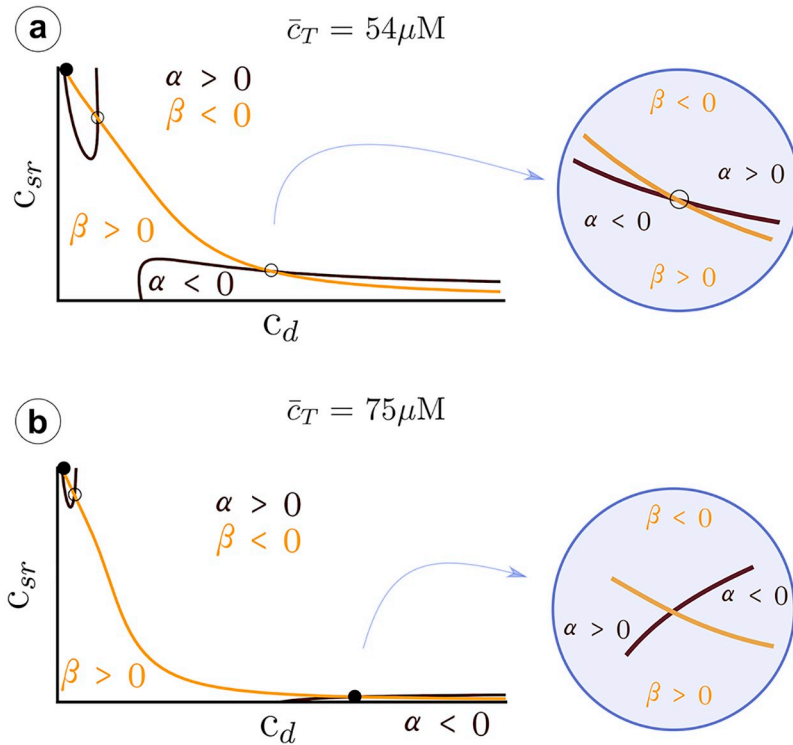 a
c̄_T = 54μM
α > 0
β < 0
β > 0
α < 0
c_sr
c_d
β < 0
α > 0
α < 0
β > 0
b
c̄_T = 75μM
α > 0
β < 0
β > 0
α < 0
c_sr
c_d
β < 0
α < 0
α > 0
β > 0